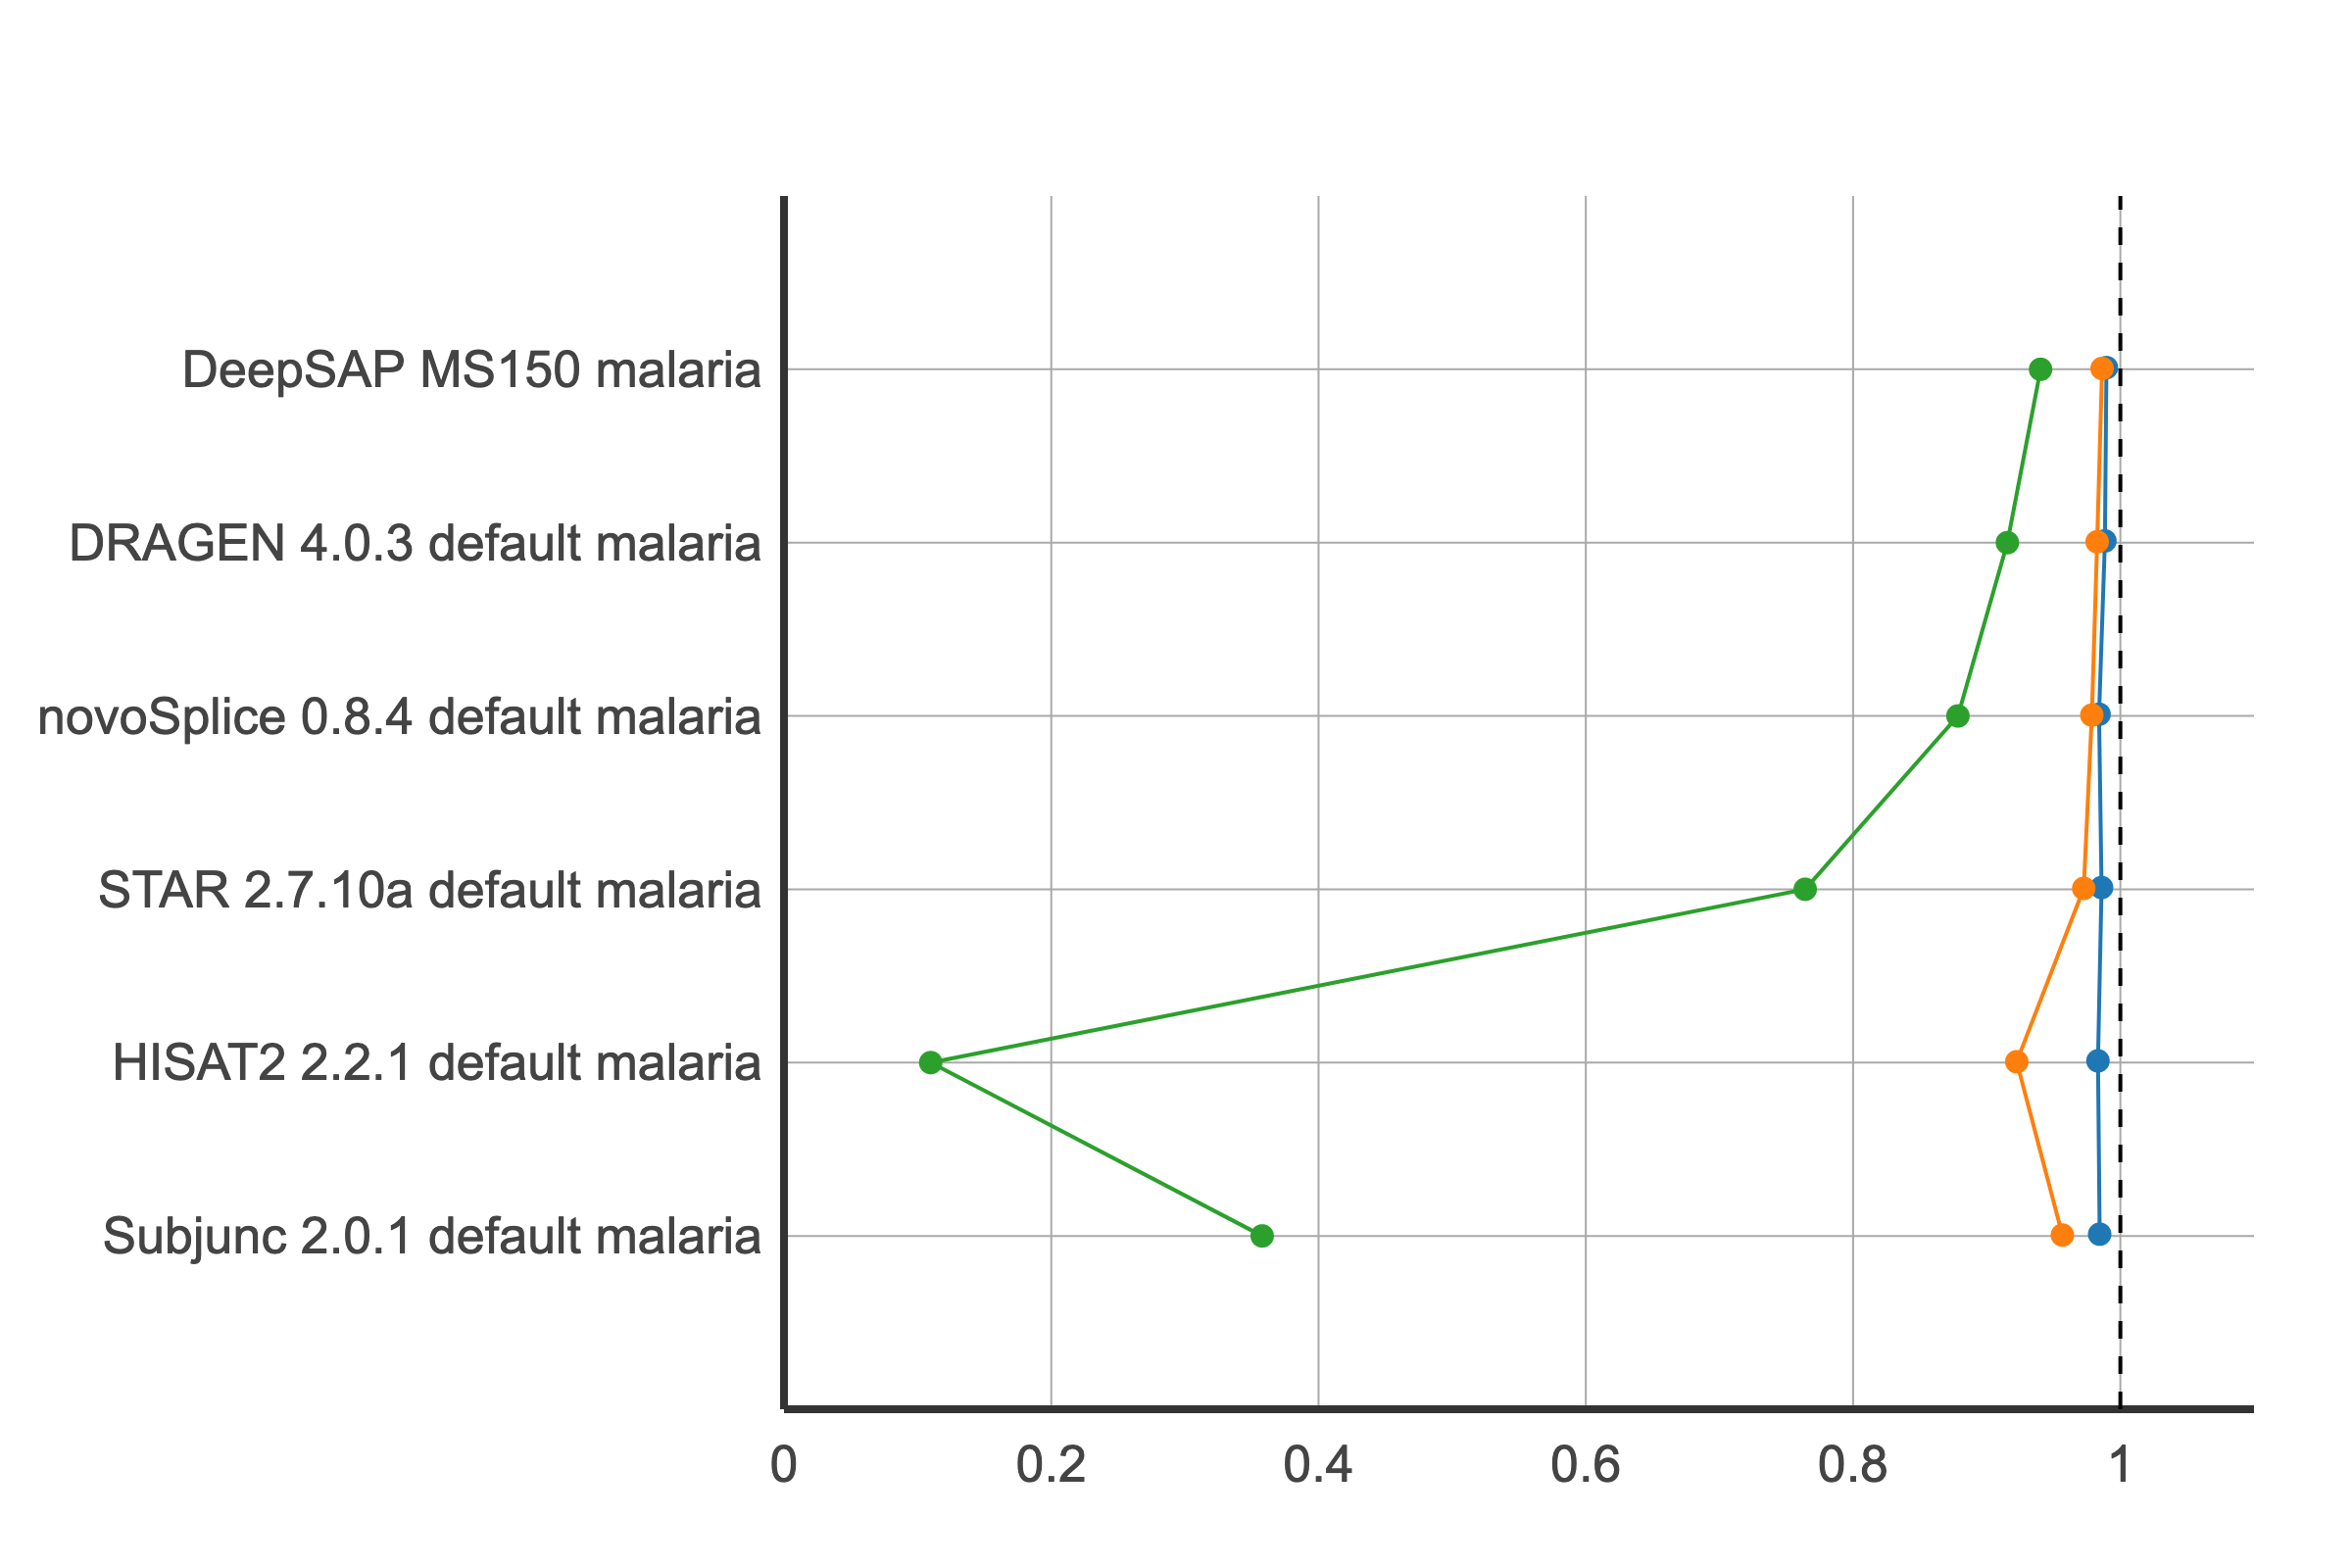 DeepSAP MS150 malaria
DRAGEN 4.0.3 default malaria
novoSplice 0.8.4 default malaria
STAR 2.7.10a default malaria
HISAT2 2.2.1 default malaria
Subjunc 2.0.1 default malaria
0 0.2 0.4 0.6 0.8 1